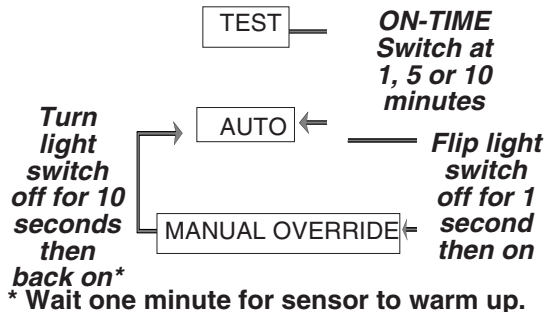 TEST
ON-TIME
Switch at
1, 5 or 10
minutes
Turn
light
switch
off for 10
seconds
then
back on*
AUTO
Flip light
switch
off for 1
second
then on
MANUAL OVERRIDE
* Wait one minute for sensor to warm up.